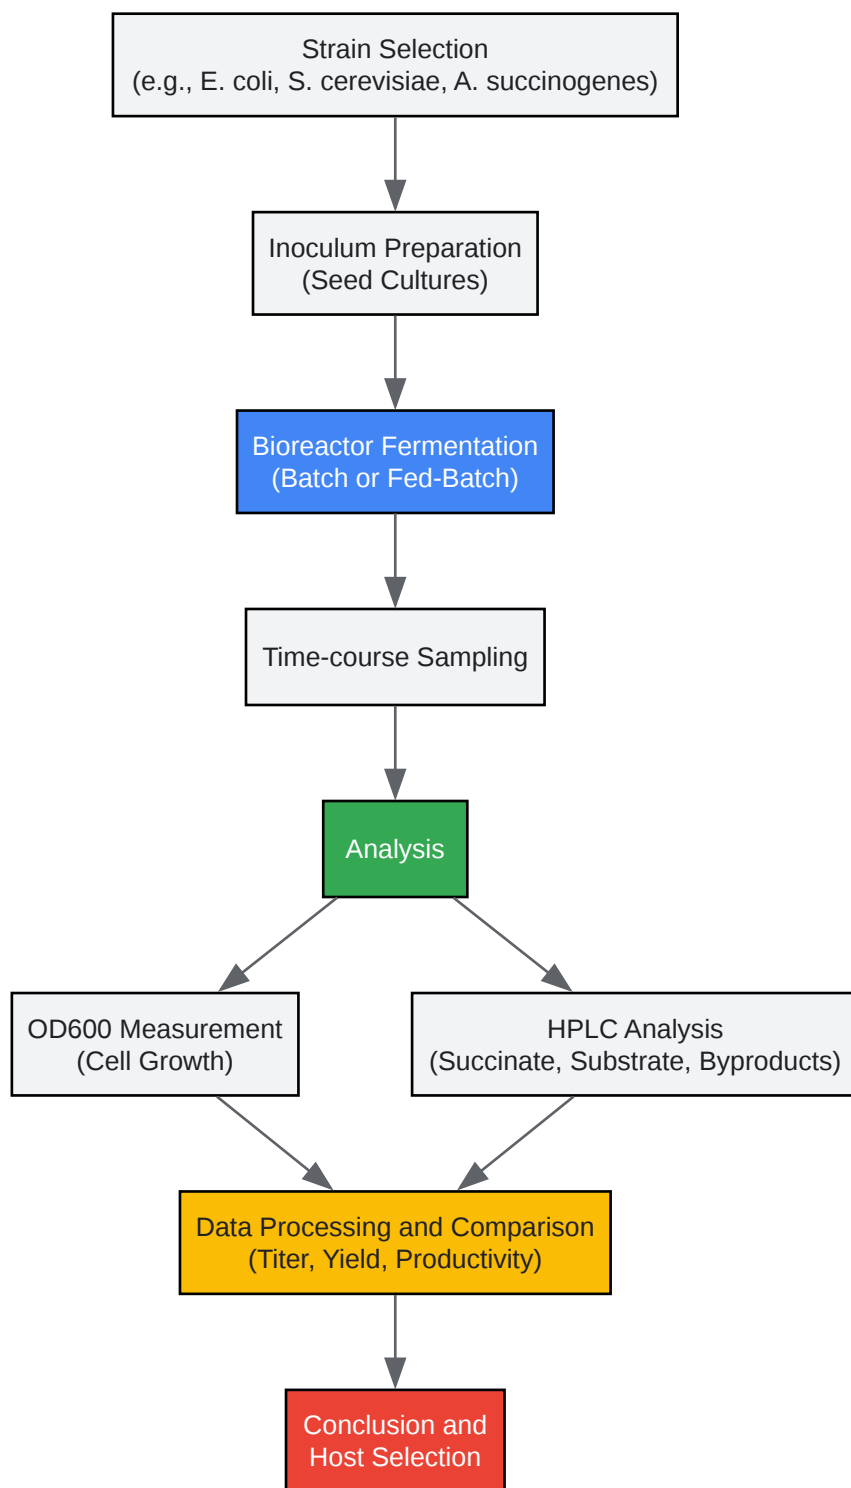 Strain Selection
(e.g., E. coli, S. cerevisiae, A. succinogenes)
Inoculum Preparation
(Seed Cultures)
Bioreactor Fermentation
(Batch or Fed-Batch)
Time-course Sampling
Analysis
OD600 Measurement
(Cell Growth)
HPLC Analysis
(Succinate, Substrate, Byproducts)
Data Processing and Comparison
(Titer, Yield, Productivity)
Conclusion and
Host Selection